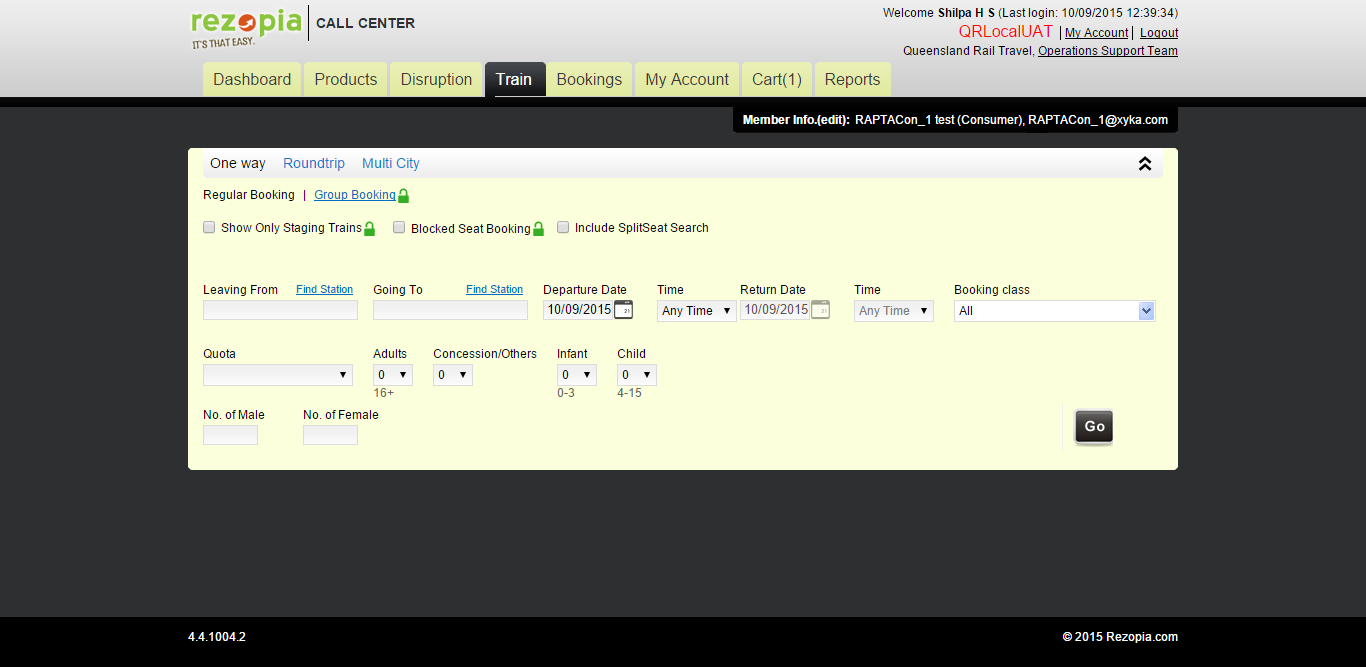 rezopia
IT'S THAT EASY.
CALL CENTER
Welcome Shilpa H S (Last login: 10/09/2015 12:39:34)
QRLocalUAT | My Account | Logout
Queensland Rail Travel, Operations Support Team
Dashboard Products Disruption Train Bookings My Account Cart(1) Reports
Member Info.(edit): RAPTACon_1 test (Consumer), RAPTACon_1@xyka.com
One way Roundtrip Multi City
Regular Booking | Group Booking
Show Only Staging Trains Blocked Seat Booking Include SplitSeat Search
Leaving From Find Station Going To Find Station Departure Date Time Return Date Time Booking class
10/09/2015 21 Any Time 10/09/2015 21 Any Time All
Quota Adults Concession/Others Infant Child
0 0 0 0
16+ 0-3 4-15
No. of Male No. of Female
Go
4.4.1004.2 © 2015 Rezopia.com